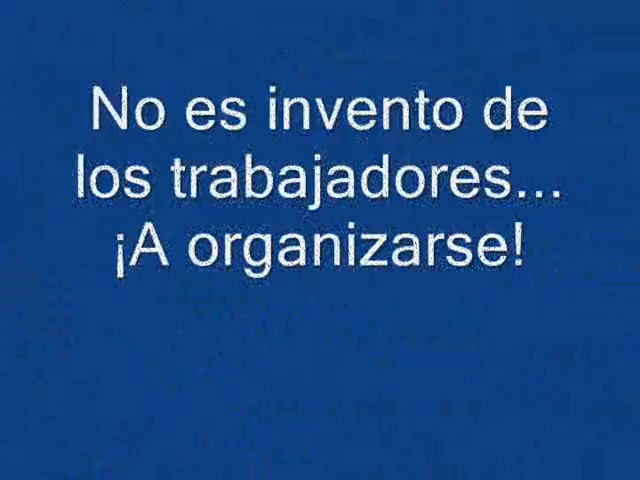 No es invento de
los trabajadores...
¡A organizarse!